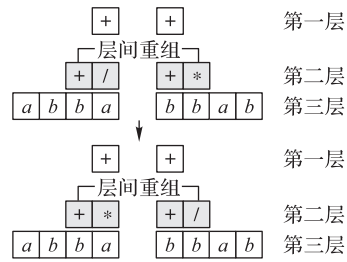 + + 第一层
层间重组
+ / + * 第二层
a b b a b b a b 第三层
+ + 第一层
层间重组
+ * + / 第二层
a b b a b b a b 第三层